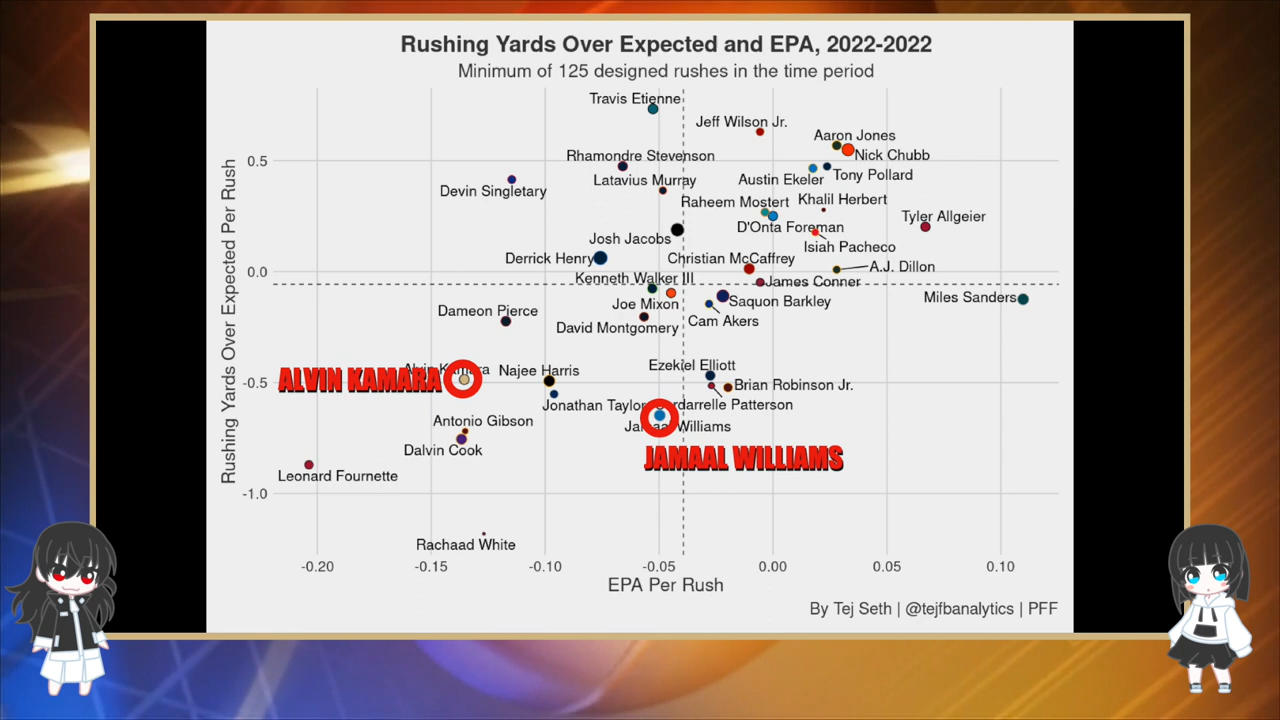 Rushing Yards Over Expected and EPA, 2022-2022
Minimum of 125 designed rushes in the time period
Travis Etienne
Jeff Wilson Jr.
Aaron Jones
Nick Chubb
Rhamondre Stevenson
Tony Pollard
Latavius Murray
Austin Ekeler
Devin Singletary
Raheem Mostert
Khalil Herbert
Tyler Allgeier
D'Onta Foreman
Josh Jacobs
Isiah Pacheco
Derrick Henry
Christian McCaffrey
A.J. Dillon
Kenneth Walker III
James Conner
Joe Mixon
Saquon Barkley
Miles Sanders
Dameon Pierce
David Montgomery
Cam Akers
Alvin Kamara
ALVIN KAMARA
Najee Harris
Ezekiel Elliott
Brian Robinson Jr.
Jonathan Taylor
Cordarrelle Patterson
Antonio Gibson
Jamaal Williams
JAMAAL WILLIAMS
Dalvin Cook
Leonard Fournette
Rachaad White
Rushing Yards Over Expected Per Rush
0.5
0.0
-0.5
-1.0
-0.20
-0.15
-0.10
-0.05
0.00
0.05
0.10
EPA Per Rush
By Tej Seth | @tejfbanalytics | PFF